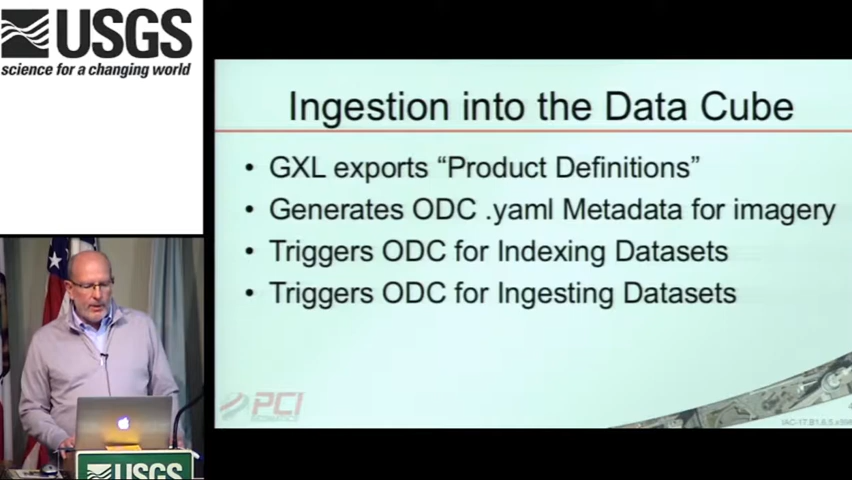 USGS
science for a changing world
Ingestion into the Data Cube
• GXL exports “Product Definitions”
• Generates ODC .yaml Metadata for imagery
• Triggers ODC for Indexing Datasets
• Triggers ODC for Ingesting Datasets
PCI
GEOMATICS
USGS